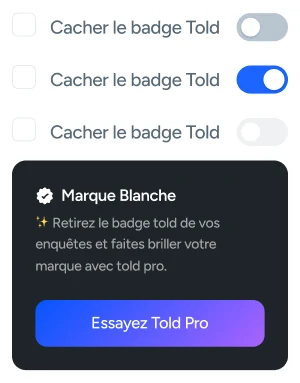 Cacher le badge Told
Cacher le badge Told
Cacher le badge Told
Marque Blanche
✨ Retirez le badge told de vos
enquêtes et faites briller votre
marque avec told pro.
Essayez Told Pro